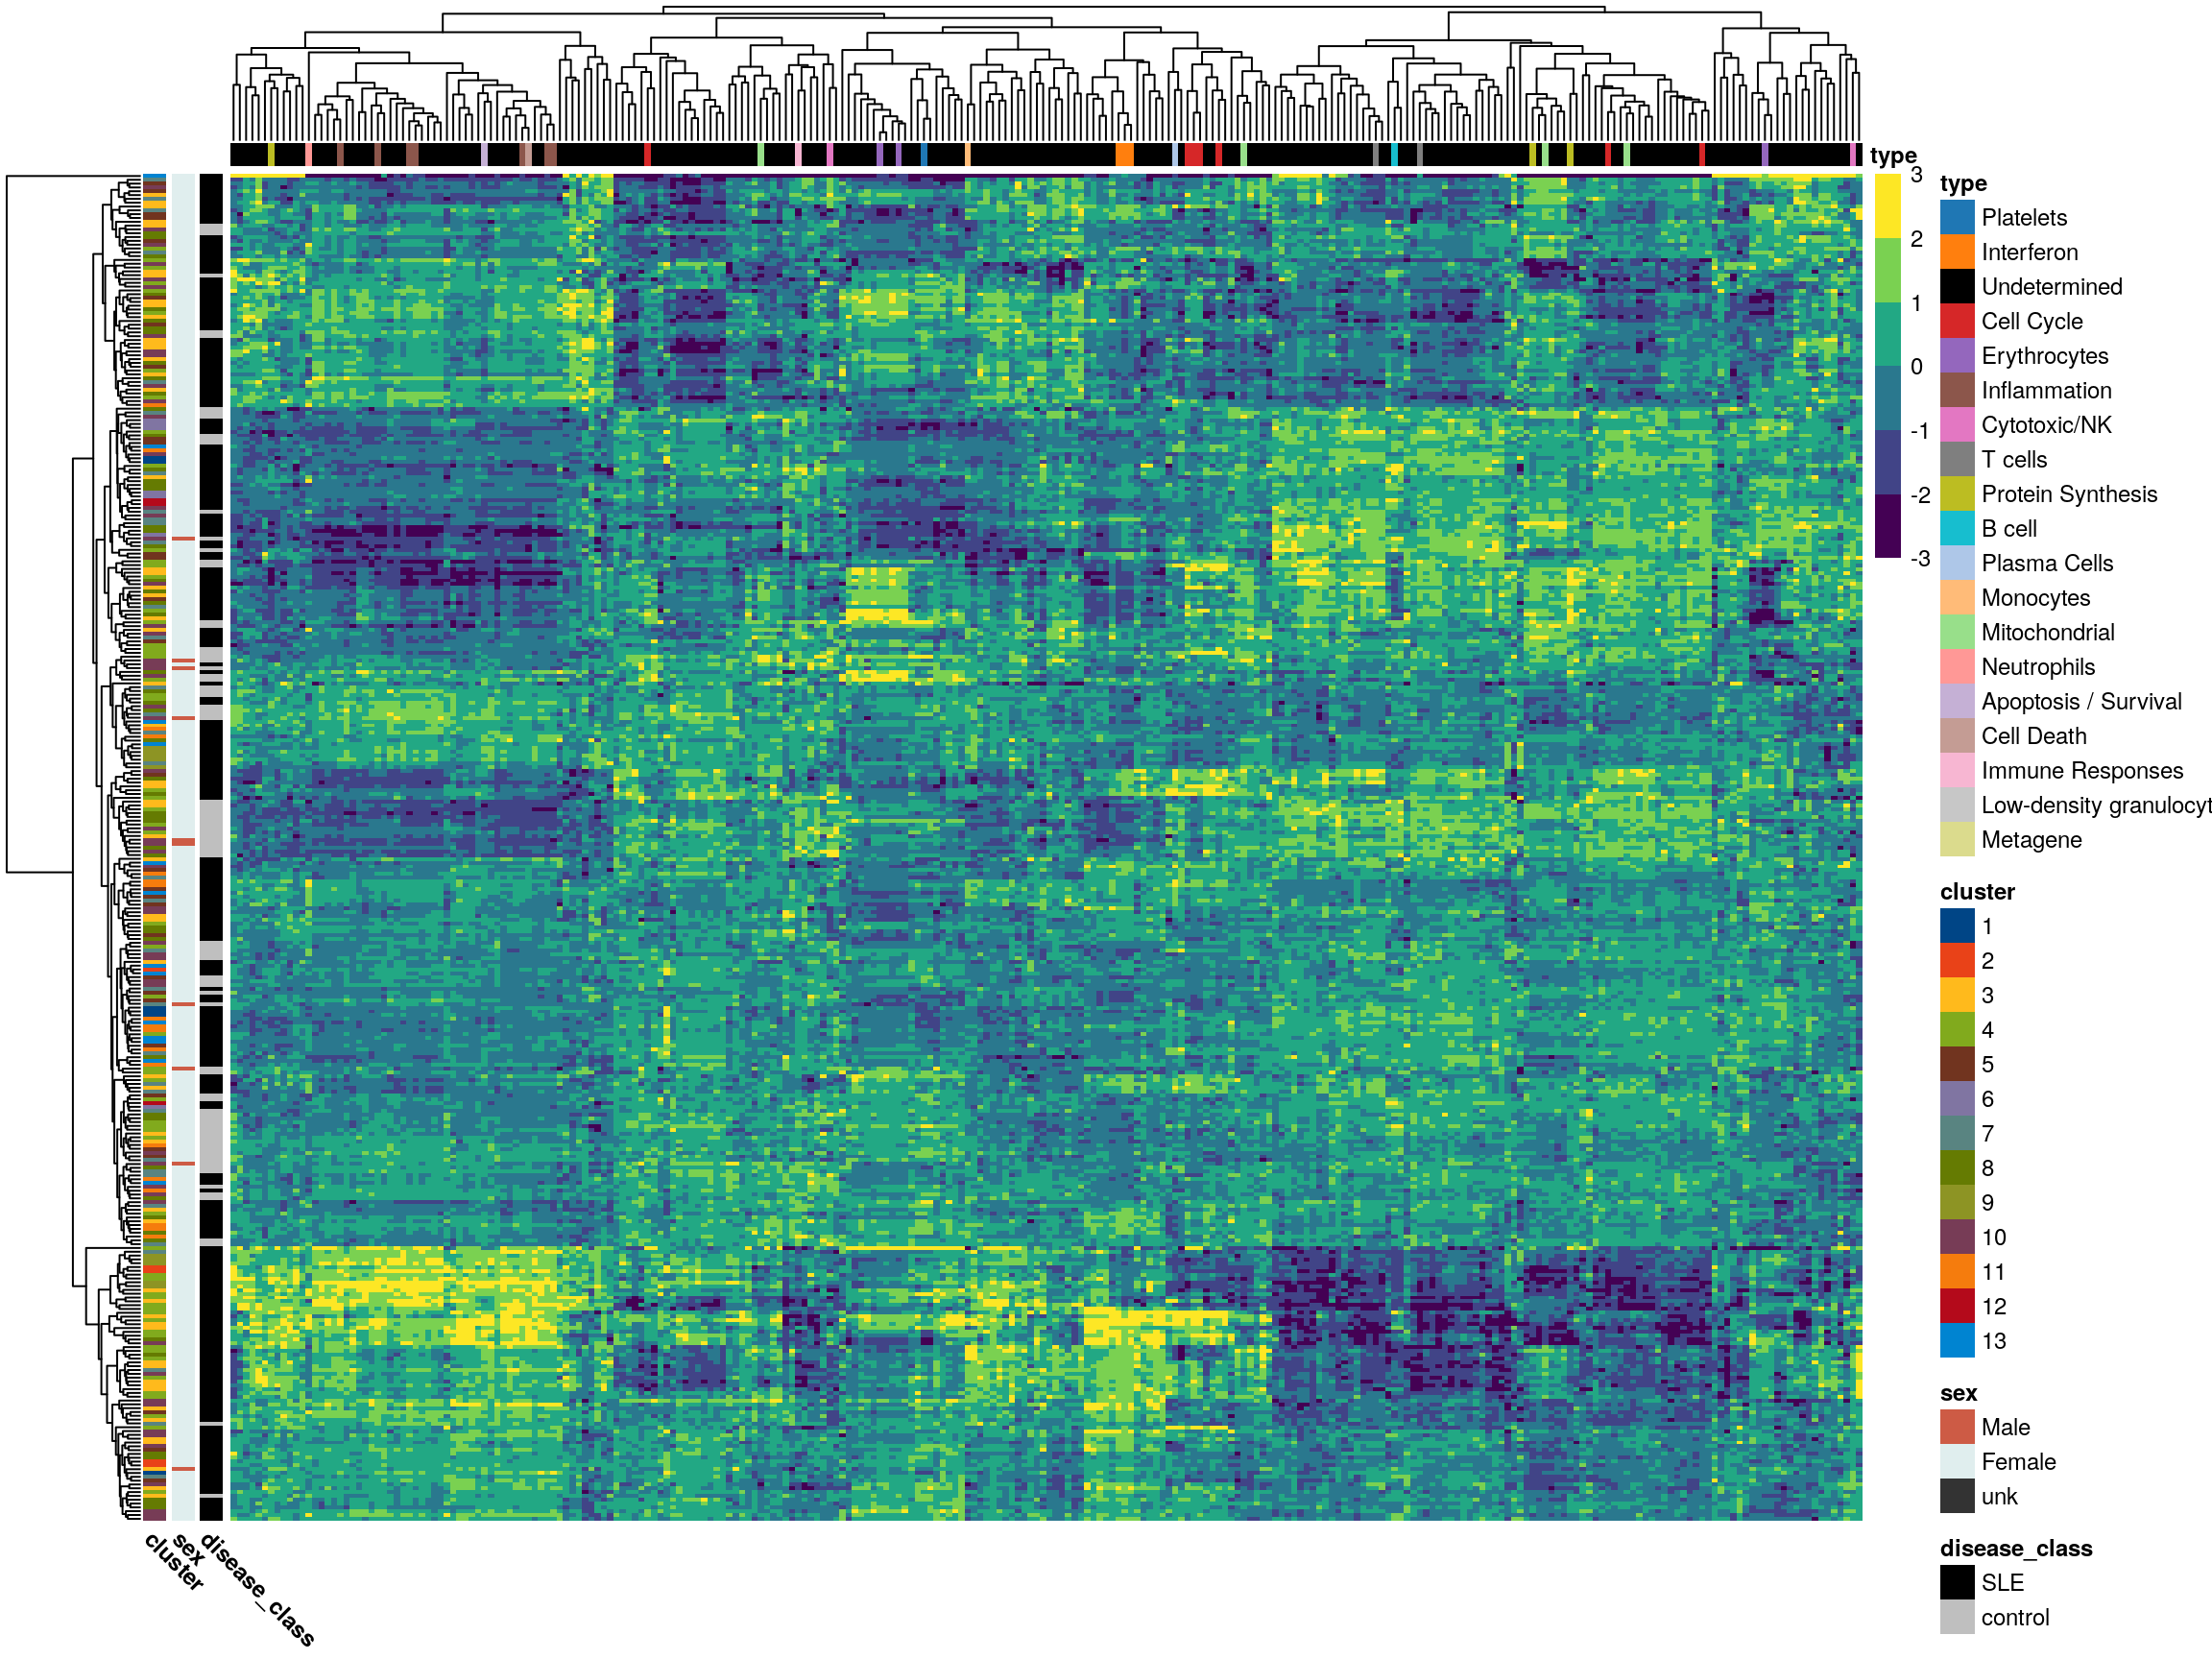 type
3
2
1
0
-1
-2
-3
type
Platelets
Interferon
Undetermined
Cell Cycle
Erythrocytes
Inflammation
Cytotoxic/NK
T cells
Protein Synthesis
B cell
Plasma Cells
Monocytes
Mitochondrial
Neutrophils
Apoptosis / Survival
Cell Death
Immune Responses
Low-density granulocyt
Metagene
cluster
1
2
3
4
5
6
7
8
9
10
11
12
13
sex
Male
Female
unk
disease_class
SLE
control
cluster
sex
disease_class